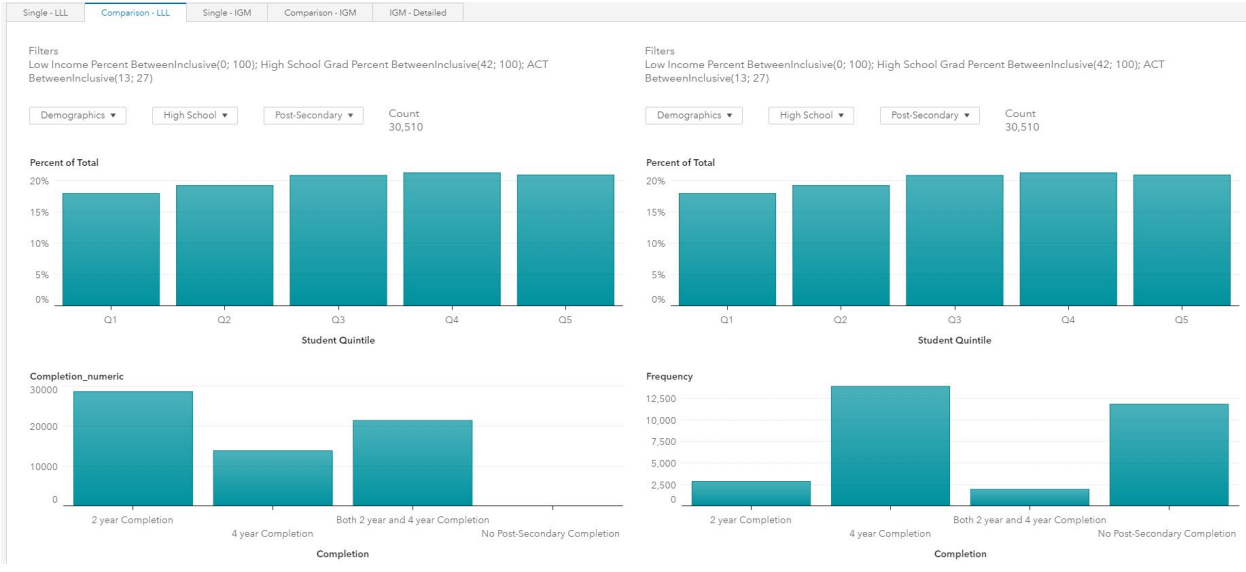 Single - LLL
Comparison - LLL
Single - IGM
Comparison - IGM
IGM - Detailed
Filters
Low Income Percent BetweenInclusive(0; 100); High School Grad Percent BetweenInclusive(42; 100); ACT
BetweenInclusive(13; 27)
Demographics
High School
Post-Secondary
Count
30,510
Percent of Total
20%
15%
10%
5%
0%
Q1
Q2
Q3
Q4
Q5
Student Quintile
Completion_numeric
30000
20000
10000
0
2 year Completion
4 year Completion
Both 2 year and 4 year Completion
No Post-Secondary Completion
Completion
Filters
Low Income Percent BetweenInclusive(0; 100); High School Grad Percent BetweenInclusive(42; 100); ACT
BetweenInclusive(13; 27)
Demographics
High School
Post-Secondary
Count
30,510
Percent of Total
20%
15%
10%
5%
0%
Q1
Q2
Q3
Q4
Q5
Student Quintile
Frequency
12,500
10,000
7,500
5,000
2,500
0
2 year Completion
4 year Completion
Both 2 year and 4 year Completion
No Post-Secondary Completion
Completion